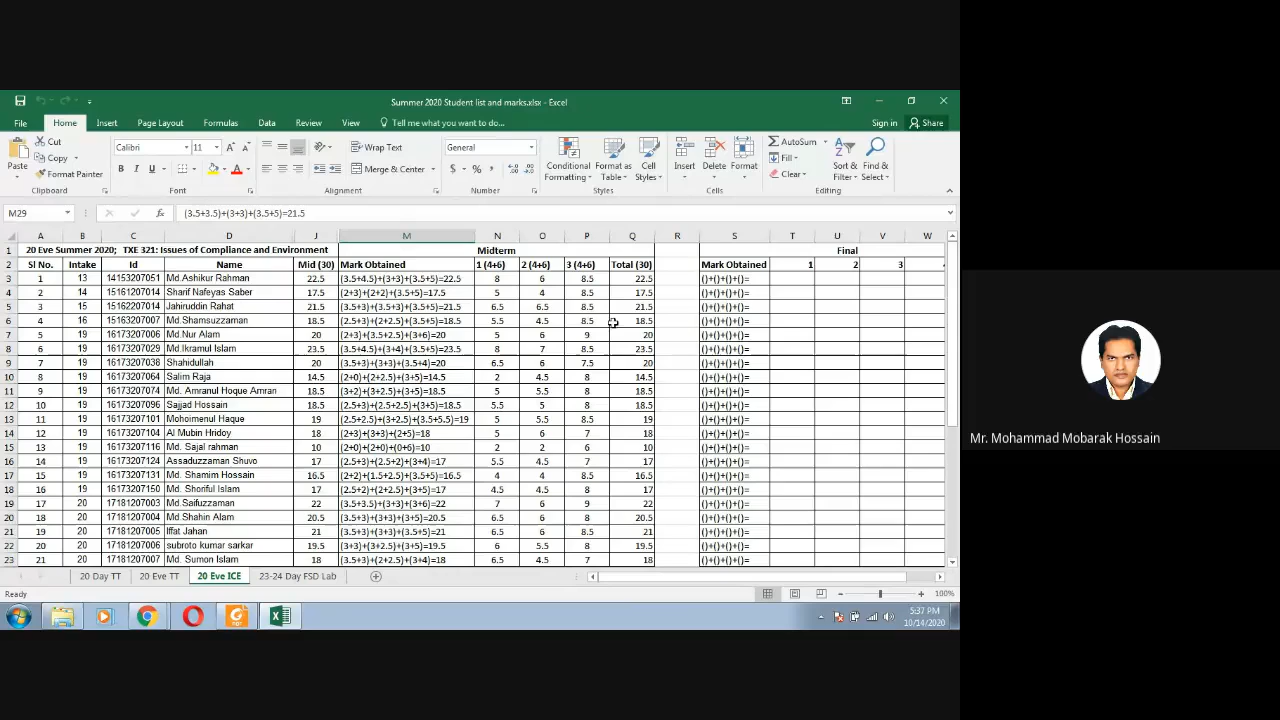 Summer 2020 Student list and marks.xlsx - Excel
File Home Insert Page Layout Formulas Data Review View Tell me what you want to do... Sign in Share
Paste Cut Copy Format Painter Clipboard
Calibri 11 B I U A Font
Wrap Text Merge & Center Alignment
General $ % , Number
Conditional Formatting Format as Table Cell Styles Styles
Insert Delete Format Cells
AutoSum Fill Clear Sort & Filter Find & Select Editing
M29 fx (3.5+3.5)+(3+3)+(3.5+5)=21.5
A B C D J M N O P Q R S T U V W
1 20 Eve Summer 2020; TXE 321: Issues of Compliance and Environment Midterm Final
2 Sl No. Intake Id Name Mid (30) Mark Obtained 1 (4+6) 2 (4+6) 3 (4+6) Total (30) Mark Obtained 1 2 3
3 1 13 14153207051 Md.Ashikur Rahman 22.5 (3.5+4.5)+(3+3)+(3.5+5)=22.5 8 6 8.5 22.5 ()+()+()+()=
4 2 14 15161207014 Sharif Nafeyas Saber 17.5 (2+3)+(2+2)+(3.5+5)=17.5 5 4 8.5 17.5 ()+()+()+()=
5 3 15 15162207014 Jahiruddin Rahat 21.5 (3.5+3)+(3.5+3)+(3.5+5)=21.5 6.5 6.5 8.5 21.5 ()+()+()+()=
6 4 16 15163207008 Md.Shamsuzzaman 18.5 (2.5+3)+(2+2.5)+(3.5+5)=18.5 5.5 4.5 8.5 18.5 ()+()+()+()=
7 5 19 16173207006 Md.Nur Alam 20 (2+3)+(3.5+2.5)+(3+6)=20 5 6 9 20 ()+()+()+()=
8 6 19 16173207029 Md.Ikramul Islam 23.5 (3.5+4.5)+(3+4)+(3.5+5)=23.5 8 7 8.5 23.5 ()+()+()+()=
9 7 19 16173207038 Shahidullah 20 (3.5+3)+(3+3)+(3.5+4)=20 6.5 6 7.5 20 ()+()+()+()=
10 8 19 16173207064 Salim Raja 14.5 (2+0)+(2+2.5)+(3+5)=14.5 2 4.5 8 14.5 ()+()+()+()=
11 9 19 16173207074 Md. Amranul Hoque Amran 18.5 (3+2)+(3+2.5)+(3+5)=18.5 5 5.5 8 18.5 ()+()+()+()=
12 10 19 16173207096 Sajjad Hossain 18.5 (2.5+3)+(2.5+2.5)+(3+5)=18.5 5.5 5 8 18.5 ()+()+()+()=
13 11 19 16173207101 Mohoimenul Haque 19 (2.5+2.5)+(3+2.5)+(3.5+5.5)=19 5 5.5 8.5 19 ()+()+()+()=
14 12 19 16173207104 Al Mubin Hridoy 18 (2+3)+(3+3)+(2+5)=18 5 6 7 18 ()+()+()+()=
15 13 19 16173207116 Md. Sajal rahman 10 (2+0)+(2+0)+(0+6)=10 2 2 6 10 ()+()+()+()=
16 14 19 16173207124 Assaduzzaman Shuvo 17 (2.5+3)+(2.5+2)+(3+4)=17 5.5 4.5 7 17 ()+()+()+()=
17 15 19 16173207131 Md. Shamim Hossain 16.5 (2+2)+(1.5+2.5)+(3.5+5)=16.5 4 4 8.5 16.5 ()+()+()+()=
18 16 19 16173207150 Md. Shoriful Islam 17 (2.5+2)+(2+2.5)+(3+5)=17 4.5 4.5 8 17 ()+()+()+()=
19 17 20 17181207003 Md.Saifuzzaman 22 (3.5+3.5)+(3+3)+(3+6)=22 7 6 9 22 ()+()+()+()=
20 18 20 17181207004 Md.Shahin Alam 20.5 (3.5+3)+(3+3)+(3+5)=20.5 6.5 6 8 20.5 ()+()+()+()=
21 19 20 17181207005 Iffat Jahan 21 (3.5+3)+(3+3)+(3.5+5)=21 6.5 6 8.5 21 ()+()+()+()=
22 20 20 17181207006 subroto kumar sarkar 19.5 (3+3)+(3+2.5)+(3+5)=19.5 6 5.5 8 19.5 ()+()+()+()=
23 21 20 17181207007 Md. Sumon Islam 18 (3.5+3)+(2+2.5)+(3+4)=18 6.5 4.5 7 18 ()+()+()+()=
20 Day TT 20 Eve TT 20 Eve ICE 23-24 Day FSD Lab
Ready 100%
5:37 PM
10/14/2020
Mr. Mohammad Mobarak Hossain